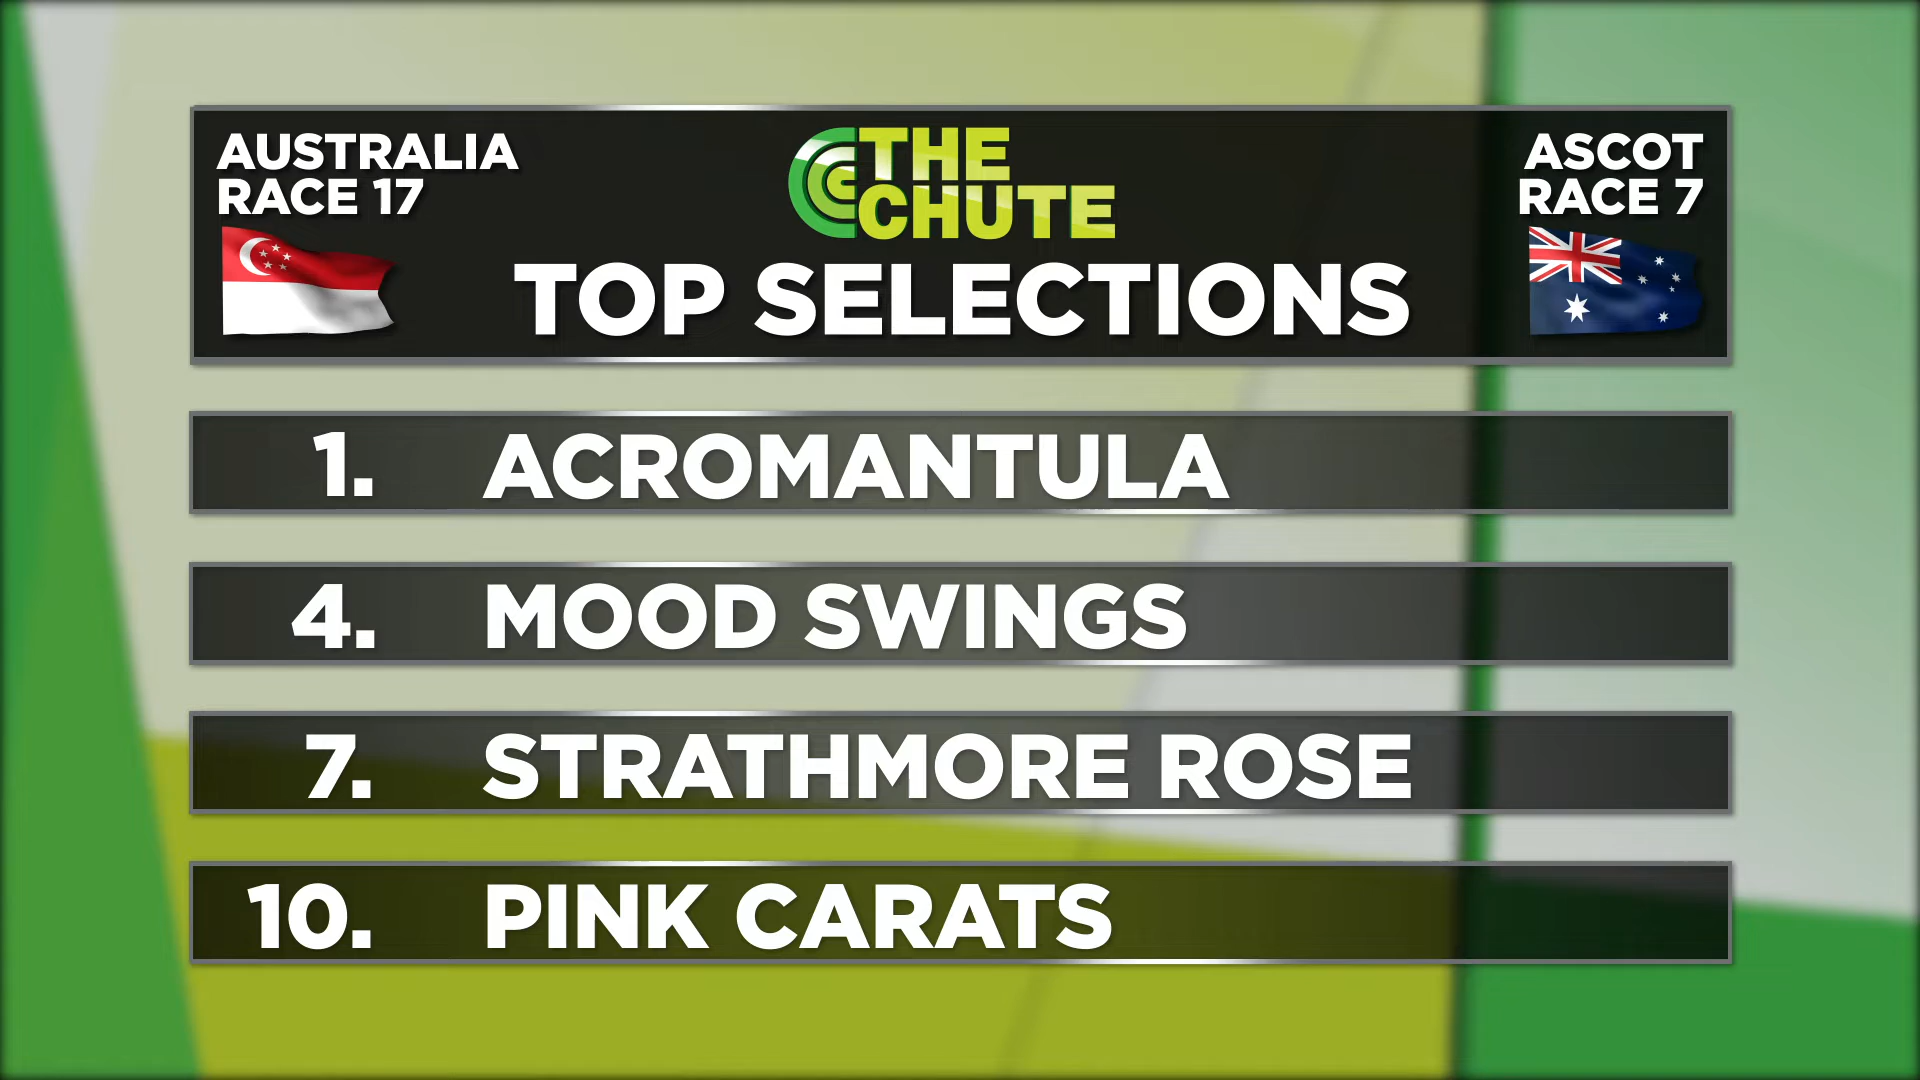 AUSTRALIA
RACE 17
THE
CHUTE
ASCOT
RACE 7
TOP SELECTIONS
1. ACROMANTULA
4. MOOD SWINGS
7. STRATHMORE ROSE
10. PINK CARATS